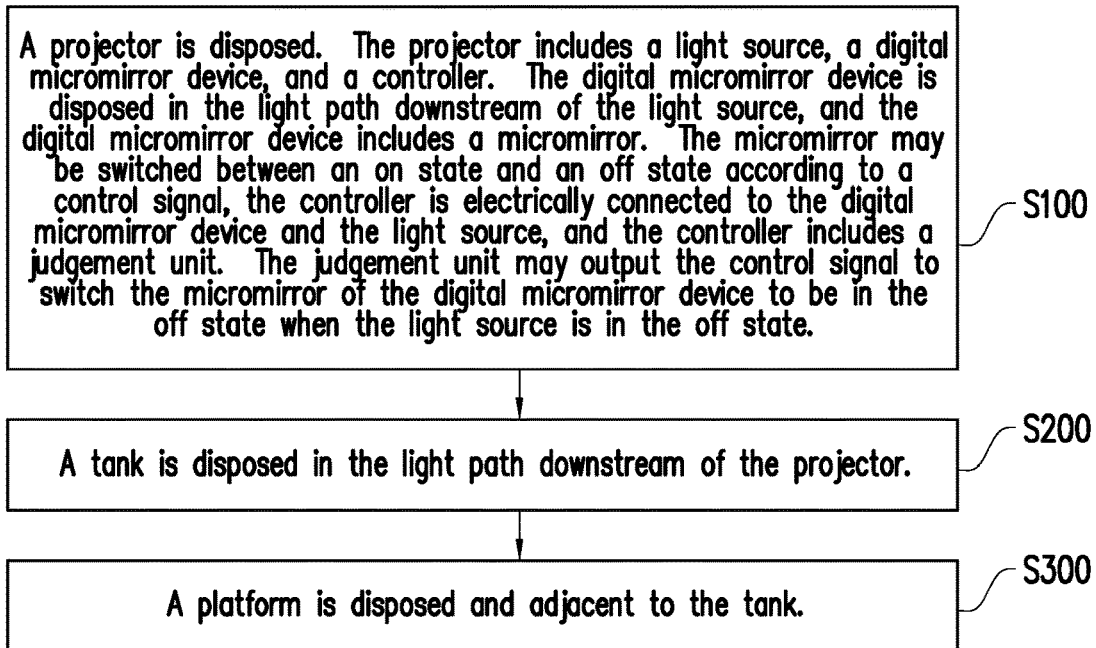 A projector is disposed. The projector includes a light source, a digital
micromirror device, and a controller. The digital micromirror device is
disposed in the light path downstream of the light source, and the
digital micromirror device includes a micromirror. The micromirror may
be switched between an on state and an off state according to a
control signal, the controller is electrically connected to the digital
micromirror device and the light source, and the controller includes a
judgement unit. The judgement unit may output the control signal to
switch the micromirror of the digital micromirror device to be in the
off state when the light source is in the off state.
S100
A tank is disposed in the light path downstream of the projector.
S200
A platform is disposed and adjacent to the tank.
S300